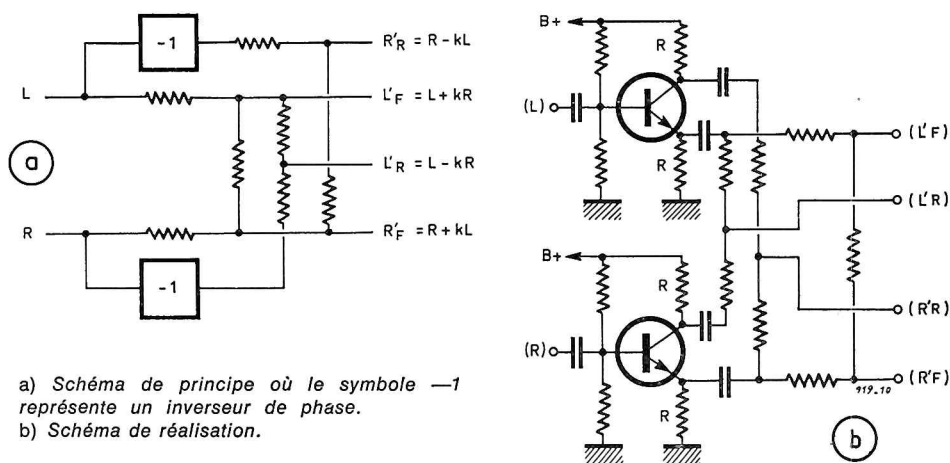 -1
R'R = R-kL
L
L'F = L+kR
a
L'R = L-kR
R
R'F = R+kL
-1
a) Schéma de principe où le symbole —1
représente un inverseur de phase.
b) Schéma de réalisation.
B+
R
(L)
R
(L'F)
(L'R)
B+
R
(R'R)
(R)
(R'F)
919-10
R
b